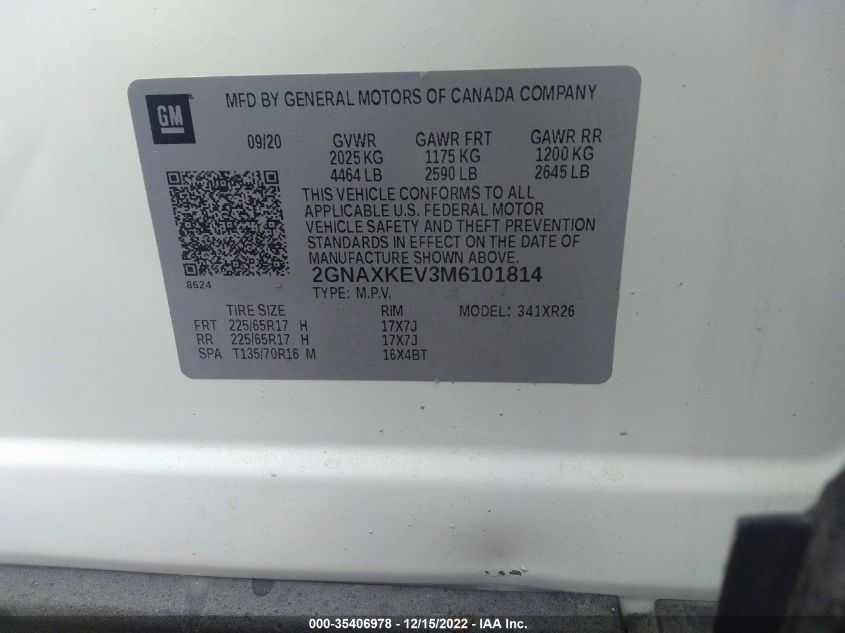 GM
MFD BY GENERAL MOTORS OF CANADA COMPANY
09/20 GVWR GAWR FRT GAWR RR
2025 KG 1175 KG 1200 KG
4464 LB 2590 LB 2645 LB
THIS VEHICLE CONFORMS TO ALL
APPLICABLE U.S. FEDERAL MOTOR
VEHICLE SAFETY AND THEFT PREVENTION
STANDARDS IN EFFECT ON THE DATE OF
MANUFACTURE SHOWN ABOVE.
8624 2GNAXKEV3M6101814
TYPE: M.P.V.
TIRE SIZE RIM MODEL: 341XR26
FRT 225/65R17 H 17X7J
RR 225/65R17 H 17X7J
SPA T135/70R16 M 16X4BT
000-35406978 - 12/15/2022 - IAA Inc.